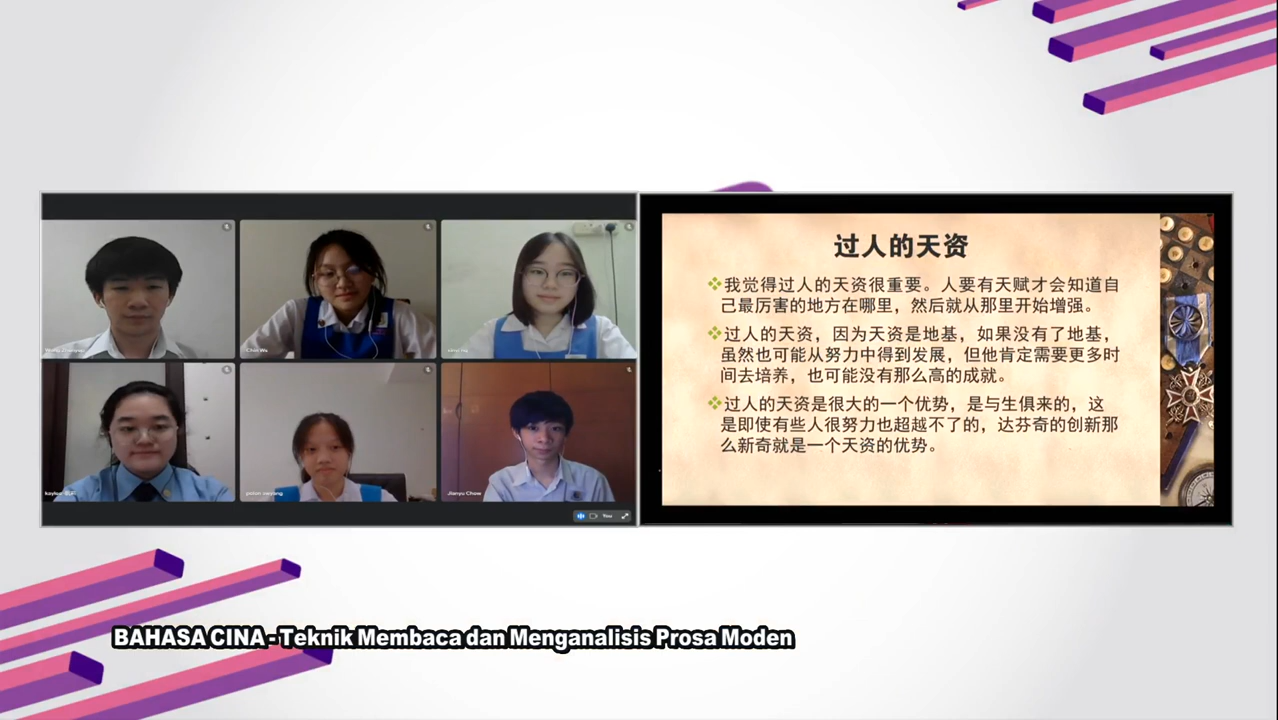 过人的天资
我觉得过人的天资很重要。人要有天赋才会知道自
己最厉害的地方在哪里，然后就从那里开始增强。
过人的天资，因为天资是地基，如果没有了地基，
虽然也可能从努力中得到发展，但他肯定需要更多时
间去培养，也可能没有那么高的成就。
过人的天资是很大的一个优势，是与生俱来的，这
是即使有些人很努力也超越不了的，达芬奇的创新那
么新奇就是一个天资的优势。
Chin Wu
Jianyu Chow
You
BAHASA CINA - Teknik Membaca dan Menganalisis Prosa Moden